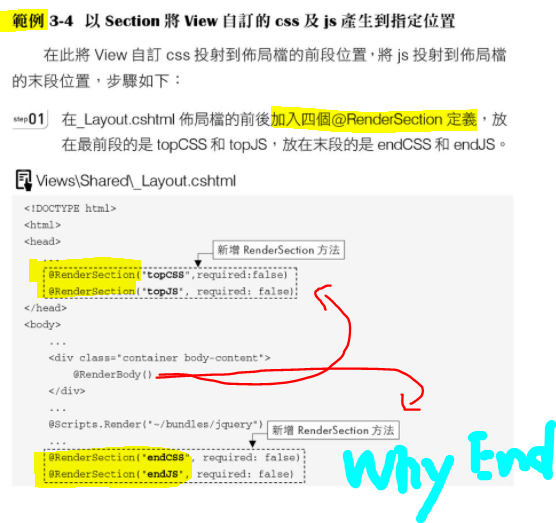 範例 3-4 以 Section 將 View 自訂的 css 及 js 產生到指定位置
在此將 View 自訂 css 投射到佈局檔的前段位置，將 js 投射到佈局檔
的末段位置，步驟如下：
step01 在_Layout.cshtml 佈局檔的前後加入四個@RenderSection 定義，放
在最前段的是 topCSS 和 topJS，放在末段的是 endCSS 和 endJS。
Views\Shared\_Layout.cshtml
<!DOCTYPE html>
<html>
<head>
...
新增 RenderSection 方法
@RenderSection("topCSS",required:false)
@RenderSection("topJS", required: false)
</head>
<body>
...
<div class="container body-content">
@RenderBody()
</div>
...
@Scripts.Render("~/bundles/jquery")
...
新增 RenderSection 方法
@RenderSection("endCSS", required: false)
@RenderSection("endJS", required: false)
Why End